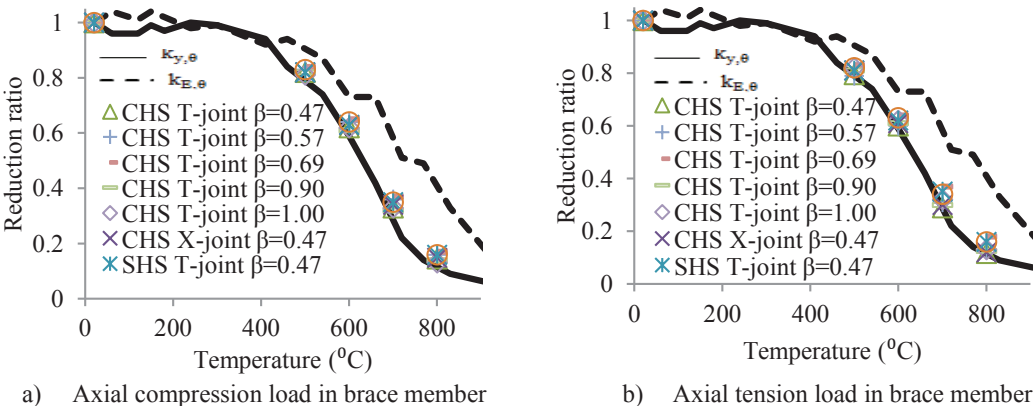 Reduction ratio
1
0.8
0.6
0.4
0.2
0
κy,θ
kE,θ
CHS T-joint β=0.47
CHS T-joint β=0.57
CHS T-joint β=0.69
CHS T-joint β=0.90
CHS T-joint β=1.00
CHS X-joint β=0.47
SHS T-joint β=0.47
0 200 400 600 800
Temperature (⁰C)
a) Axial compression load in brace member
Reduction ratio
1
0.8
0.6
0.4
0.2
0
κy,θ
kE,θ
CHS T-joint β=0.47
CHS T-joint β=0.57
CHS T-joint β=0.69
CHS T-joint β=0.90
CHS T-joint β=1.00
CHS X-joint β=0.47
SHS T-joint β=0.47
0 200 400 600 800
Temperature (⁰C)
b) Axial tension load in brace member